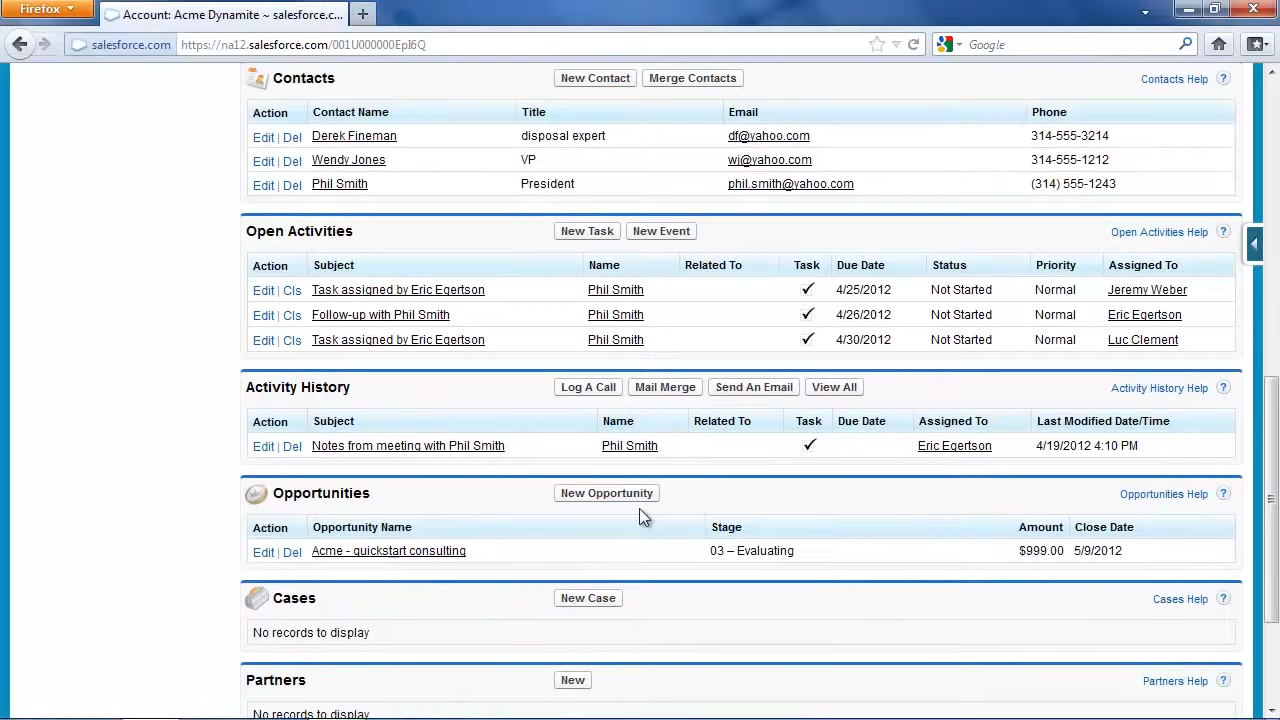 Firefox
Account: Acme Dynamite ~ salesforce.c...
salesforce.com https://na12.salesforce.com/001U000000EpI6Q Google
Contacts New Contact Merge Contacts Contacts Help ?
Action Contact Name Title Email Phone
Edit | Del Derek Fineman disposal expert df@yahoo.com 314-555-3214
Edit | Del Wendy Jones VP wj@yahoo.com 314-555-1212
Edit | Del Phil Smith President phil.smith@yahoo.com (314) 555-1243
Open Activities New Task New Event Open Activities Help ?
Action Subject Name Related To Task Due Date Status Priority Assigned To
Edit | Cls Task assigned by Eric Egertson Phil Smith ✓ 4/25/2012 Not Started Normal Jeremy Weber
Edit | Cls Follow-up with Phil Smith Phil Smith ✓ 4/26/2012 Not Started Normal Eric Egertson
Edit | Cls Task assigned by Eric Egertson Phil Smith ✓ 4/30/2012 Not Started Normal Luc Clement
Activity History Log A Call Mail Merge Send An Email View All Activity History Help ?
Action Subject Name Related To Task Due Date Assigned To Last Modified Date/Time
Edit | Del Notes from meeting with Phil Smith Phil Smith ✓ Eric Egertson 4/19/2012 4:10 PM
Opportunities New Opportunity Opportunities Help ?
Action Opportunity Name Stage Amount Close Date
Edit | Del Acme - quickstart consulting 03 – Evaluating $999.00 5/9/2012
Cases New Case Cases Help ?
No records to display
Partners New Partners Help ?
No records to display